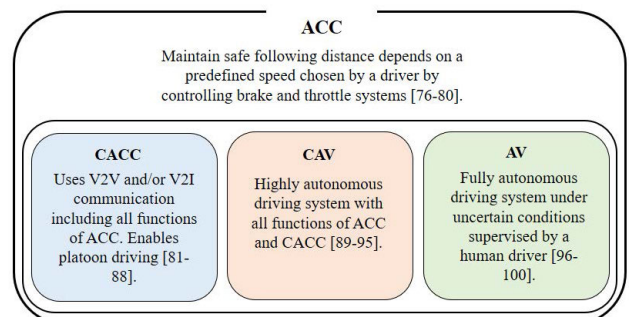 ACC
Maintain safe following distance depends on a
predefined speed chosen by a driver by
controlling brake and throttle systems [76-80].
CACC
Uses V2V and/or V2I
communication
including all functions
of ACC. Enables
platoon driving [81-
88].
CAV
Highly autonomous
driving system with
all functions of ACC
and CACC [89-95].
AV
Fully autonomous
driving system under
uncertain conditions
supervised by a
human driver [96-
100].